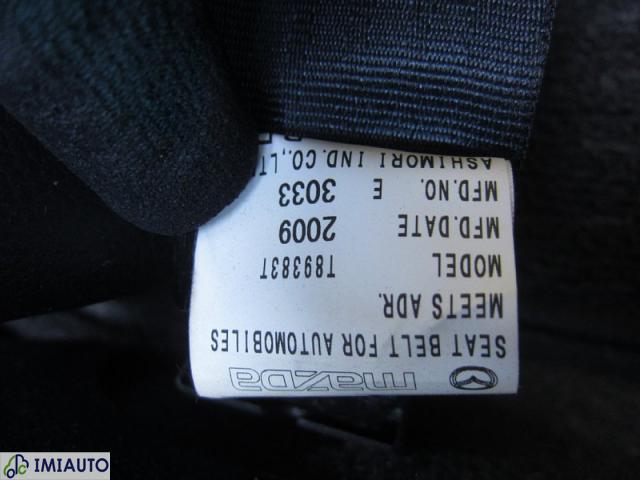 mazda
SEAT BELT FOR AUTOMOBILES
MEETS ADR.
MODEL T89383T
MFD.DATE 2009
MFD.NO. E 3033
ASHIMORI IND. CO.,LT
IMIAUTO